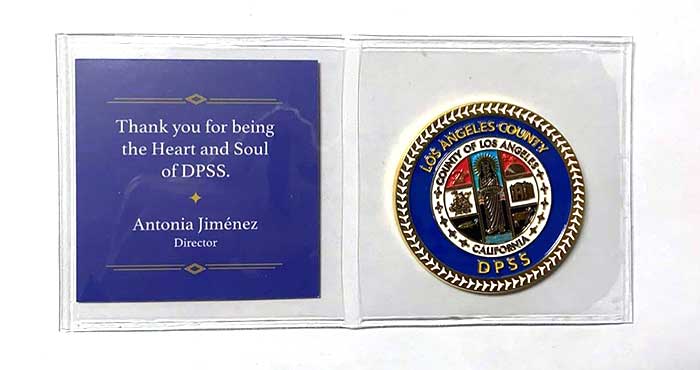 Thank you for being
the Heart and Soul
of DPSS.
Antonia Jiménez
Director
LOS ANGELES COUNTY
COUNTY OF LOS ANGELES
CALIFORNIA
DPSS